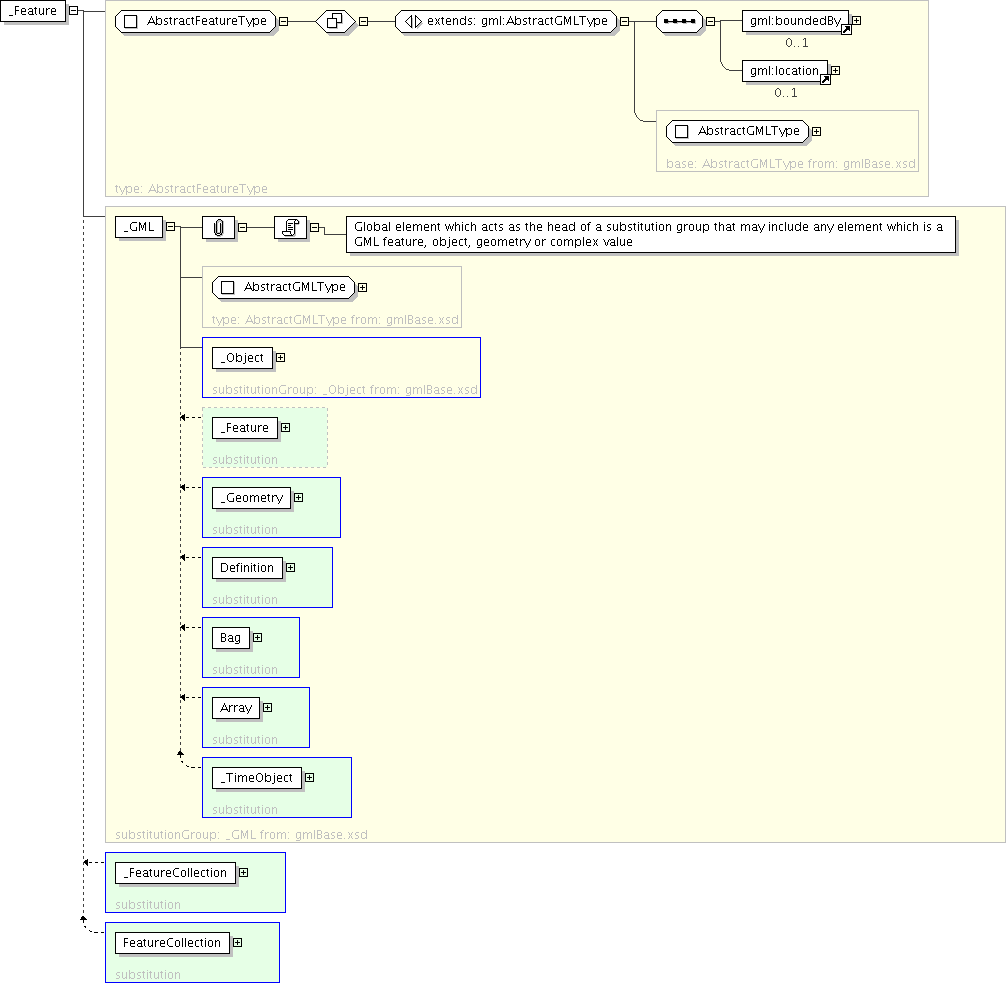 _Feature
AbstractFeatureType
extends: gml:AbstractGMLType
gml:boundedBy
0..1
gml:location
0..1
AbstractGMLType
base: AbstractGMLType from: gmlBase.xsd
type: AbstractFeatureType
_GML
Global element which acts as the head of a substitution group that may include any element which is a
GML feature, object, geometry or complex value
AbstractGMLType
type: AbstractGMLType from: gmlBase.xsd
_Object
substitutionGroup: _Object from: gmlBase.xsd
_Feature
substitution
_Geometry
substitution
Definition
substitution
Bag
substitution
Array
substitution
_TimeObject
substitution
substitutionGroup: _GML from: gmlBase.xsd
_FeatureCollection
substitution
FeatureCollection
substitution